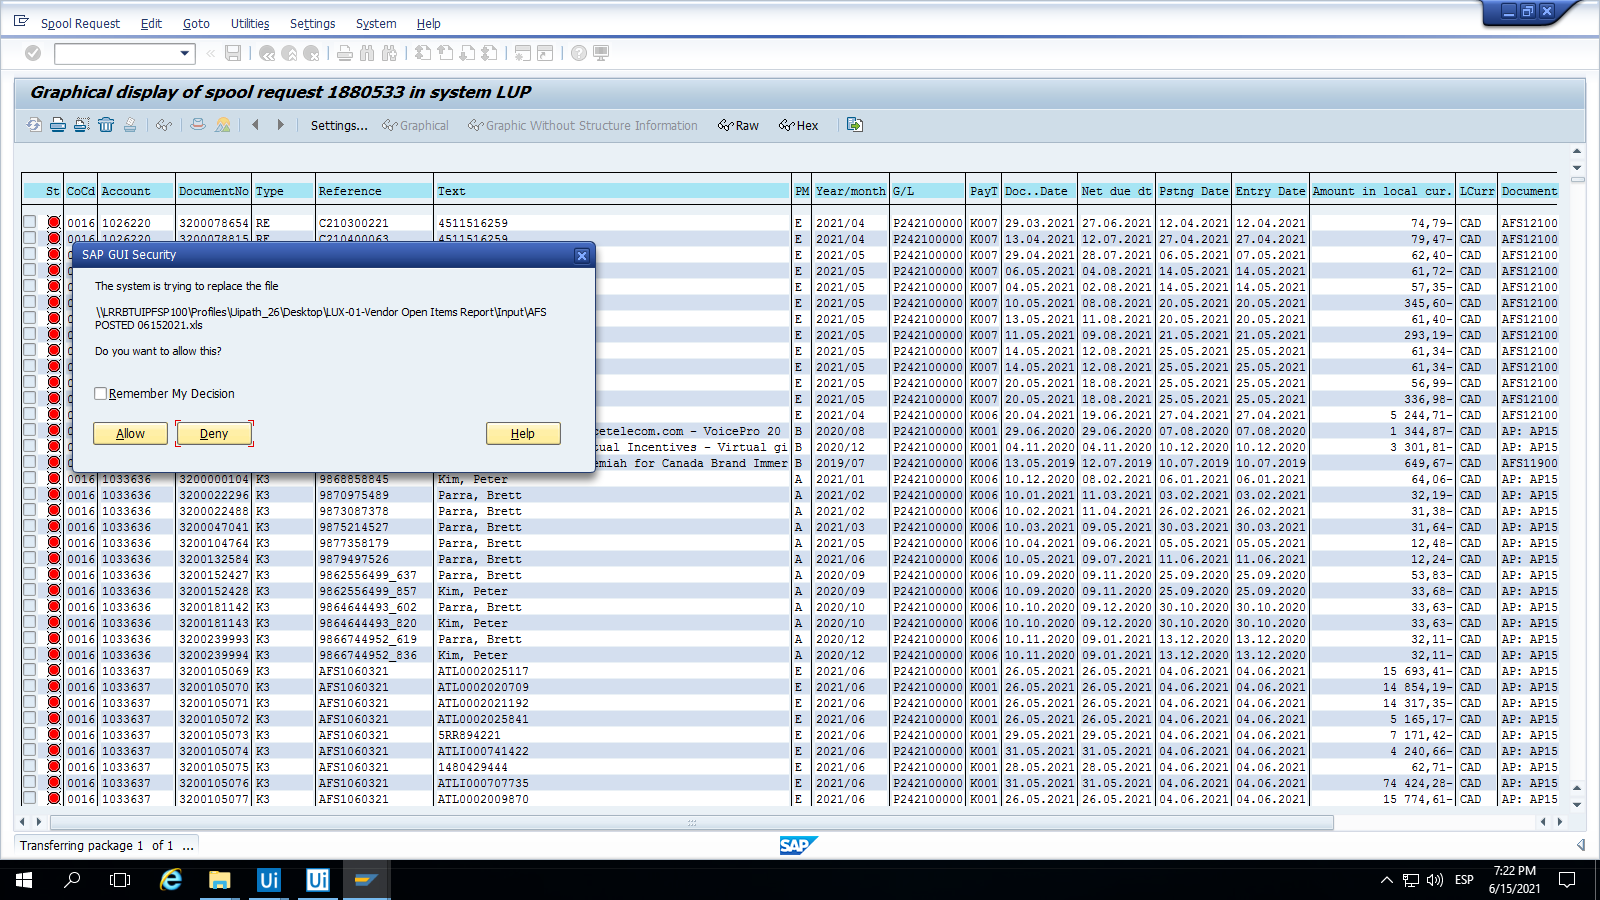 Spool Request Edit Goto Utilities Settings System Help
Graphical display of spool request 1880533 in system LUP
Settings... Graphical Graphic Without Structure Information Raw Hex
St CoCd Account DocumentNo Type Reference Text PM Year/month G/L PayT Doc..Date Net due dt Pstng Date Entry Date Amount in local cur. LCurr Document
0016 1026220 3200078654 RE C210300221 4511516259 E 2021/04 P242100000 K007 29.03.2021 27.06.2021 12.04.2021 12.04.2021 74,79- CAD AFS12100
0016 1026220 3200078815 RE C210400063 4511516259 E 2021/04 P242100000 K007 13.04.2021 12.07.2021 27.04.2021 27.04.2021 79,47- CAD AFS12100
E 2021/05 P242100000 K007 29.04.2021 28.07.2021 06.05.2021 07.05.2021 62,40- CAD AFS12100
E 2021/05 P242100000 K007 06.05.2021 04.08.2021 14.05.2021 14.05.2021 61,72- CAD AFS12100
E 2021/05 P242100000 K007 04.05.2021 02.08.2021 14.05.2021 14.05.2021 57,35- CAD AFS12100
E 2021/05 P242100000 K007 10.05.2021 08.08.2021 20.05.2021 20.05.2021 345,60- CAD AFS12100
E 2021/05 P242100000 K007 13.05.2021 11.08.2021 20.05.2021 20.05.2021 61,40- CAD AFS12100
E 2021/05 P242100000 K007 11.05.2021 09.08.2021 21.05.2021 21.05.2021 293,19- CAD AFS12100
E 2021/05 P242100000 K007 14.05.2021 12.08.2021 25.05.2021 25.05.2021 61,34- CAD AFS12100
E 2021/05 P242100000 K007 14.05.2021 12.08.2021 25.05.2021 25.05.2021 61,34- CAD AFS12100
E 2021/05 P242100000 K007 20.05.2021 18.08.2021 25.05.2021 25.05.2021 56,99- CAD AFS12100
E 2021/05 P242100000 K007 20.05.2021 18.08.2021 25.05.2021 25.05.2021 336,98- CAD AFS12100
E 2021/04 P242100000 K006 20.04.2021 19.06.2021 27.04.2021 27.04.2021 5 244,71- CAD AFS12100
cetelecom.com - VoicePro 20 B 2020/08 P242100000 K001 29.06.2020 29.06.2020 07.08.2020 07.08.2020 1 344,87- CAD AP: AP15
tual Incentives - Virtual gi B 2020/12 P242100000 K001 04.11.2020 04.11.2020 10.12.2020 10.12.2020 3 301,81- CAD AP: AP15
emiah for Canada Brand Immer B 2019/07 P242100000 K006 13.05.2019 12.07.2019 10.07.2019 10.07.2019 649,67- CAD AFS11900
0016 1033636 3200000104 K3 9868858845 Kim, Peter A 2021/01 P242100000 K006 10.12.2020 08.02.2021 06.01.2021 06.01.2021 64,06- CAD AP: AP15
0016 1033636 3200022296 K3 9870975489 Parra, Brett A 2021/02 P242100000 K006 10.01.2021 11.03.2021 03.02.2021 03.02.2021 32,19- CAD AP: AP15
0016 1033636 3200022488 K3 9873087378 Parra, Brett A 2021/02 P242100000 K006 10.02.2021 11.04.2021 26.02.2021 26.02.2021 31,38- CAD AP: AP15
0016 1033636 3200047041 K3 9875214527 Parra, Brett A 2021/03 P242100000 K006 10.03.2021 09.05.2021 30.03.2021 30.03.2021 31,64- CAD AP: AP15
0016 1033636 3200104764 K3 9877358179 Parra, Brett A 2021/05 P242100000 K006 10.04.2021 09.06.2021 05.05.2021 05.05.2021 12,48- CAD AP: AP15
0016 1033636 3200132584 K3 9879497526 Parra, Brett A 2021/06 P242100000 K006 10.05.2021 09.07.2021 11.06.2021 11.06.2021 12,24- CAD AP: AP15
0016 1033636 3200152427 K3 9862556499_637 Parra, Brett A 2020/09 P242100000 K006 10.09.2020 09.11.2020 25.09.2020 25.09.2020 53,83- CAD AP: AP15
0016 1033636 3200152428 K3 9862556499_857 Kim, Peter A 2020/09 P242100000 K006 10.09.2020 09.11.2020 25.09.2020 25.09.2020 33,68- CAD AP: AP15
0016 1033636 3200181142 K3 9864644493_602 Parra, Brett A 2020/10 P242100000 K006 10.10.2020 09.12.2020 30.10.2020 30.10.2020 33,63- CAD AP: AP15
0016 1033636 3200181143 K3 9864644493_820 Kim, Peter A 2020/10 P242100000 K006 10.10.2020 09.12.2020 30.10.2020 30.10.2020 33,63- CAD AP: AP15
0016 1033636 3200239993 K3 9866744952_619 Parra, Brett A 2020/12 P242100000 K006 10.11.2020 09.01.2021 13.12.2020 13.12.2020 32,11- CAD AP: AP15
0016 1033636 3200239994 K3 9866744952_836 Kim, Peter A 2020/12 P242100000 K006 10.11.2020 09.01.2021 13.12.2020 13.12.2020 32,11- CAD AP: AP15
0016 1033637 3200105069 K3 AFS1060321 ATL0002025117 E 2021/06 P242100000 K001 26.05.2021 26.05.2021 04.06.2021 04.06.2021 15 693,41- CAD AP: AP15
0016 1033637 3200105070 K3 AFS1060321 ATL0002020709 E 2021/06 P242100000 K001 26.05.2021 26.05.2021 04.06.2021 04.06.2021 14 854,19- CAD AP: AP15
0016 1033637 3200105071 K3 AFS1060321 ATL0002021192 E 2021/06 P242100000 K001 26.05.2021 26.05.2021 04.06.2021 04.06.2021 14 317,35- CAD AP: AP15
0016 1033637 3200105072 K3 AFS1060321 ATL0002025841 E 2021/06 P242100000 K001 26.05.2021 26.05.2021 04.06.2021 04.06.2021 5 165,17- CAD AP: AP15
0016 1033637 3200105073 K3 AFS1060321 5RR894221 E 2021/06 P242100000 K001 29.05.2021 29.05.2021 04.06.2021 04.06.2021 7 171,42- CAD AP: AP15
0016 1033637 3200105074 K3 AFS1060321 ATLI000741422 E 2021/06 P242100000 K001 31.05.2021 31.05.2021 04.06.2021 04.06.2021 4 240,66- CAD AP: AP15
0016 1033637 3200105075 K3 AFS1060321 1480429444 E 2021/06 P242100000 K001 28.05.2021 28.05.2021 04.06.2021 04.06.2021 62,71- CAD AP: AP15
0016 1033637 3200105076 K3 AFS1060321 ATLI000707735 E 2021/06 P242100000 K001 31.05.2021 31.05.2021 04.06.2021 04.06.2021 74 424,28- CAD AP: AP15
0016 1033637 3200105077 K3 AFS1060321 ATL0002009870 E 2021/06 P242100000 K001 26.05.2021 26.05.2021 04.06.2021 04.06.2021 15 774,61- CAD AP: AP15
SAP GUI Security
The system is trying to replace the file
\\LRRBTUIPFSP100\Profiles\Uipath_26\Desktop\LUX-01-Vendor Open Items Report\Input\AFS
POSTED 06152021.xls
Do you want to allow this?
Remember My Decision
Allow Deny Help
Transferring package 1 of 1 ...
SAP
Ui Ui
ESP
7:22 PM
6/15/2021